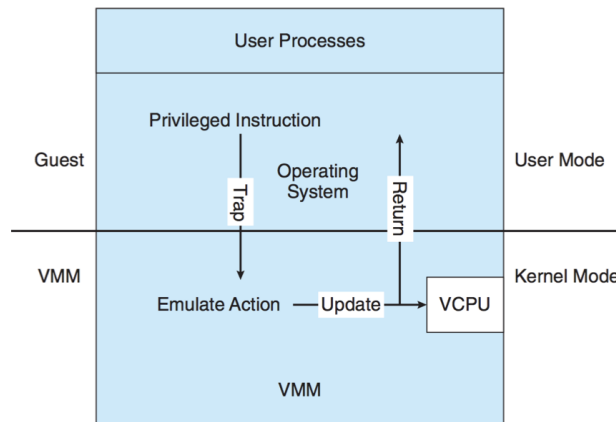 User Processes
Privileged Instruction
Guest
Operating
System
User Mode
Trap
Return
VMM
Kernel Mode
Emulate Action
Update
VCPU
VMM